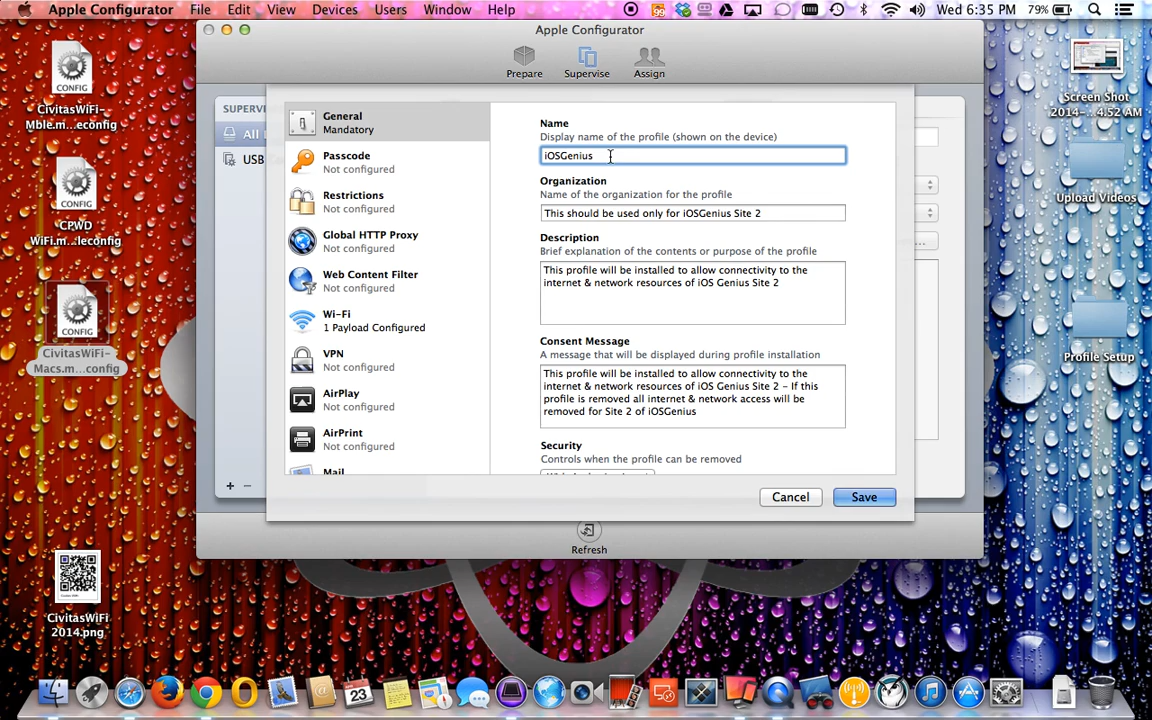 Apple Configurator File Edit View Devices Users Window Help
99
Wed 6:35 PM 79%
Apple Configurator
Prepare Supervise Assign
CONFIG
CivitasWiFi-
Mble.m...econfig
CONFIG
CPWD
WiFi.m...leconfig
CONFIG
CivitasWiFi-
Macs.m...config
CivitasWiFi
2014.png
SUPERV
All
USB
+ −
General
Mandatory
Passcode
Not configured
Restrictions
Not configured
Global HTTP Proxy
Not configured
Web Content Filter
Not configured
Wi-Fi
1 Payload Configured
VPN
Not configured
AirPlay
Not configured
AirPrint
Not configured
Mail
Name
Display name of the profile (shown on the device)
iOSGenius
Organization
Name of the organization for the profile
This should be used only for iOSGenius Site 2
Description
Brief explanation of the contents or purpose of the profile
This profile will be installed to allow connectivity to the
internet & network resources of iOS Genius Site 2
Consent Message
A message that will be displayed during profile installation
This profile will be installed to allow connectivity to the
internet & network resources of iOS Genius Site 2 - If this
profile is removed all internet & network access will be
removed for Site 2 of iOSGenius
Security
Controls when the profile can be removed
Cancel Save
Refresh
Screen Shot
2014-...4.52 AM
Upload Videos
Profile Setup
23